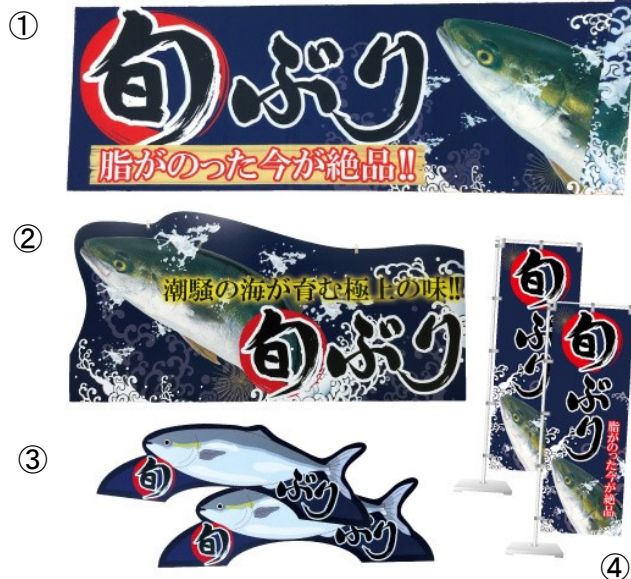 ①
旬ぶり
脂がのった今が絶品!!
②
潮騒の海が育む極上の味!!
旬ぶり
③
旬
ぶり
旬
ぶり
旬ぶり
旬ぶり
脂がのった今が絶品!!
④